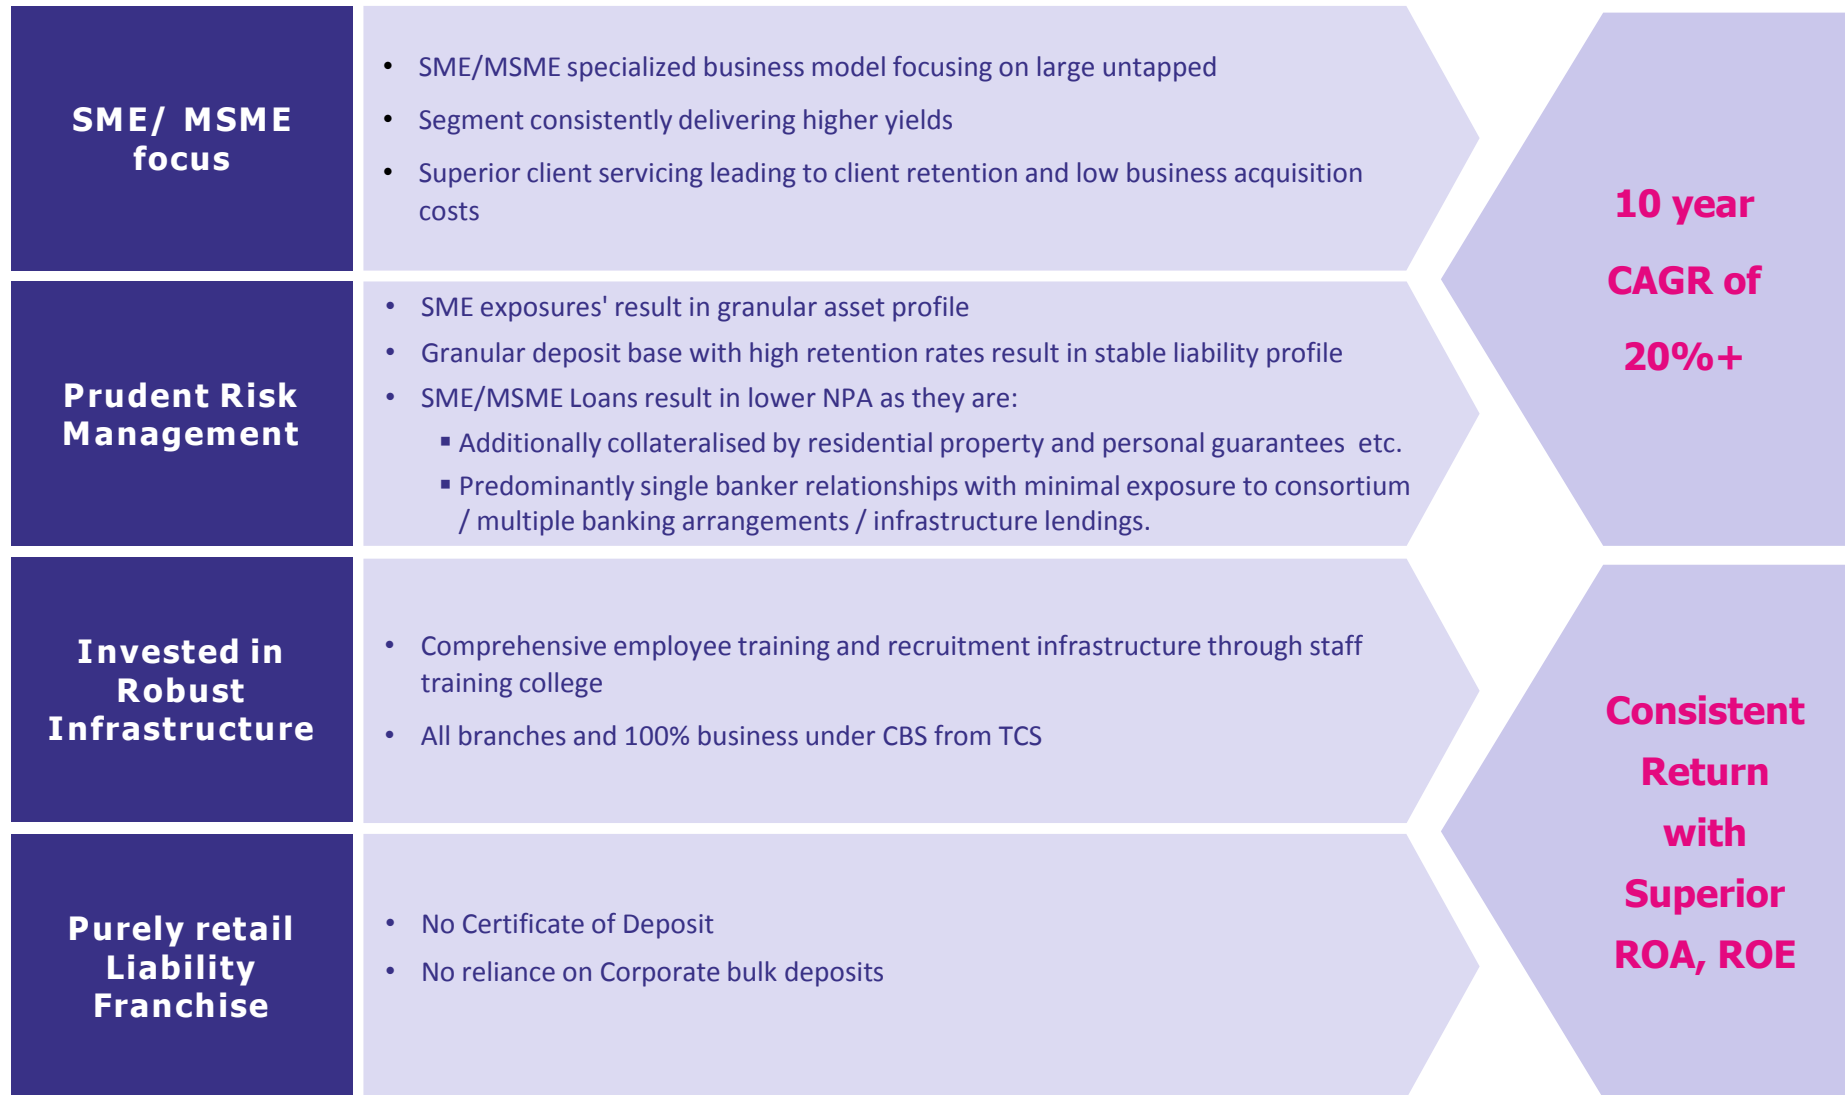 SME/ MSME
focus
• SME/MSME specialized business model focusing on large untapped
• Segment consistently delivering higher yields
• Superior client servicing leading to client retention and low business acquisition
costs
Prudent Risk
Management
• SME exposures' result in granular asset profile
• Granular deposit base with high retention rates result in stable liability profile
• SME/MSME Loans result in lower NPA as they are:
▪ Additionally collateralised by residential property and personal guarantees etc.
▪ Predominantly single banker relationships with minimal exposure to consortium
/ multiple banking arrangements / infrastructure lendings.
10 year
CAGR of
20%+
Invested in
Robust
Infrastructure
• Comprehensive employee training and recruitment infrastructure through staff
training college
• All branches and 100% business under CBS from TCS
Purely retail
Liability
Franchise
• No Certificate of Deposit
• No reliance on Corporate bulk deposits
Consistent
Return
with
Superior
ROA, ROE